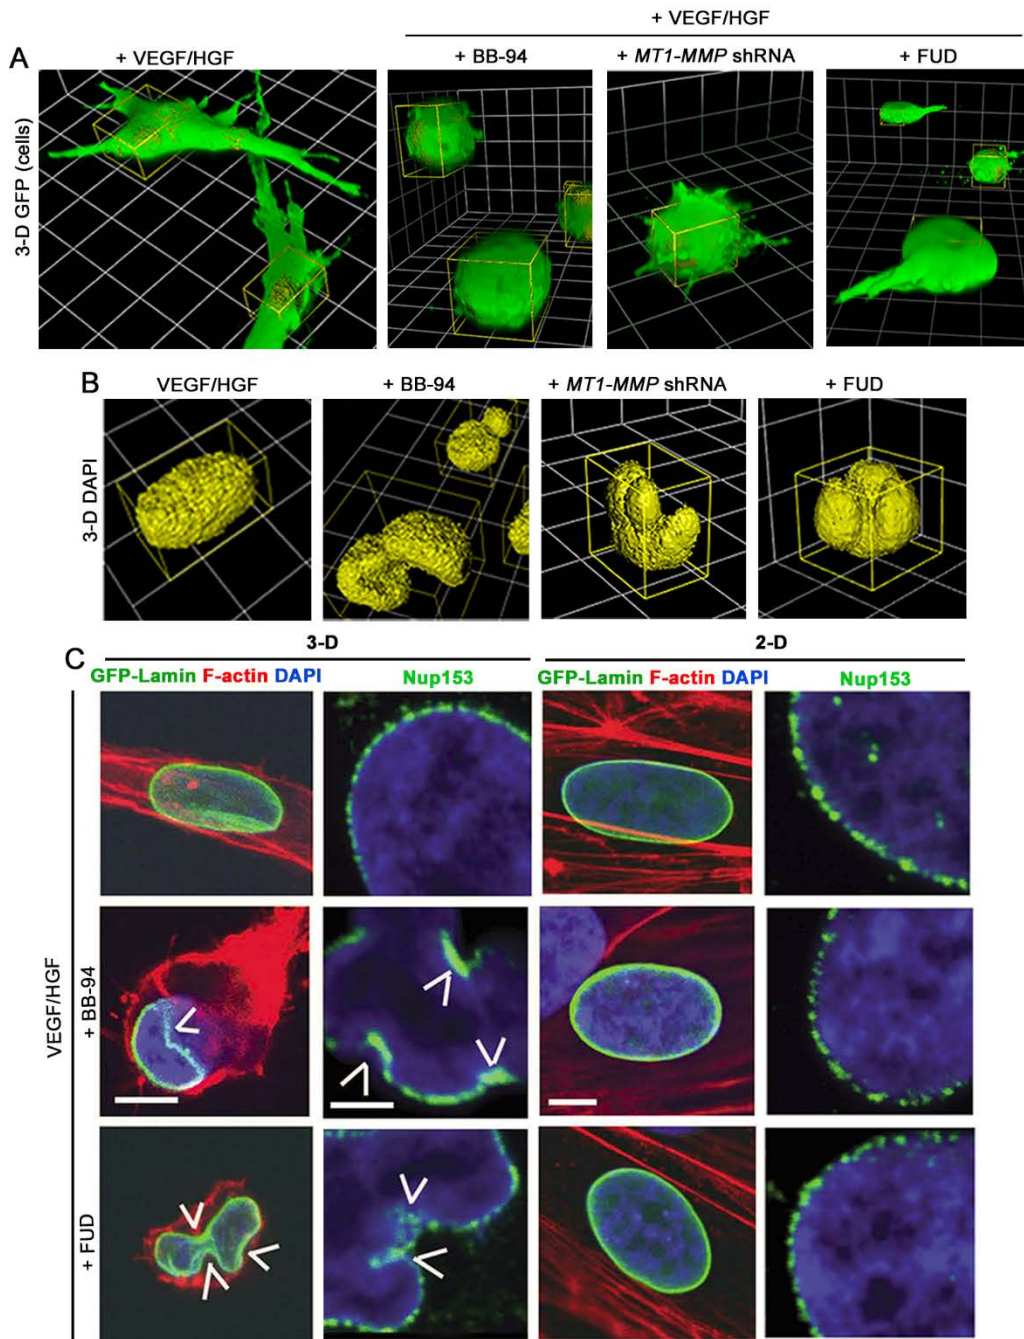 + VEGF/HGF
A
+ VEGF/HGF
+ BB-94
+ MT1-MMP shRNA
+ FUD
3-D GFP (cells)
B
VEGF/HGF
+ BB-94
+ MT1-MMP shRNA
+ FUD
3-D DAPI
3-D
2-D
C
GFP-Lamin F-actin DAPI
Nup153
GFP-Lamin F-actin DAPI
Nup153
VEGF/HGF
+ BB-94
+ FUD